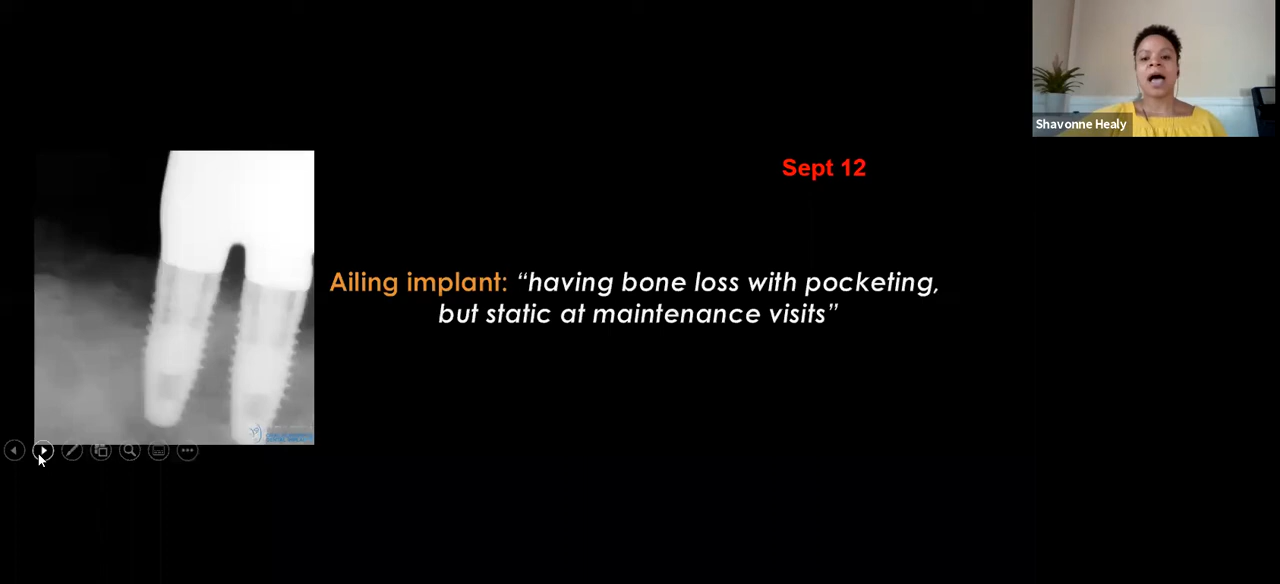 Shavonne Healy
Sept 12
Ailing implant: “having bone loss with pocketing,
but static at maintenance visits”